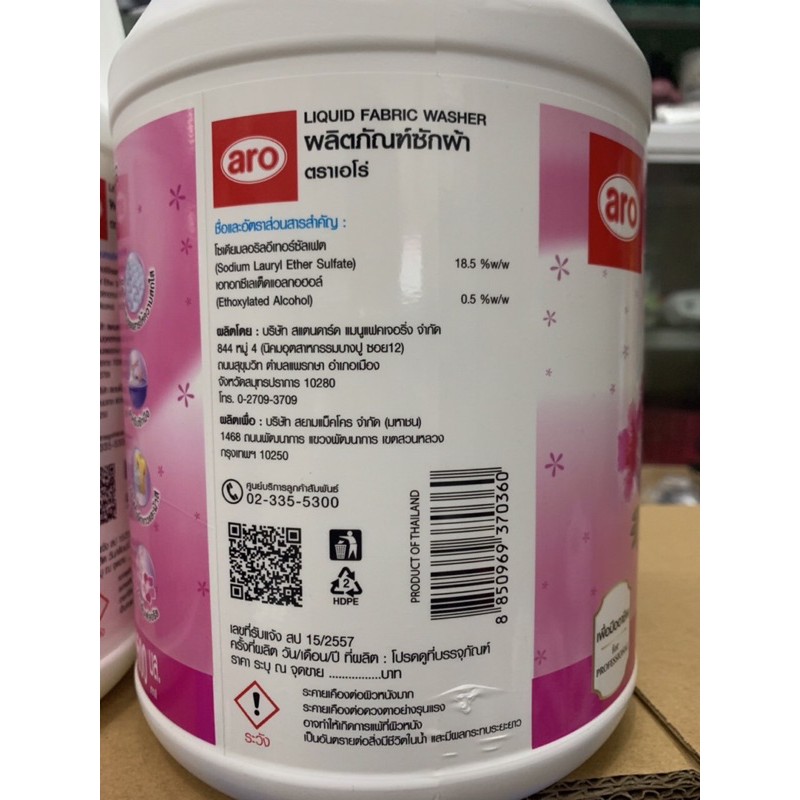 aro
LIQUID FABRIC WASHER
ผลิตภัณฑ์ซักผ้า
ตราเอโร่
ชื่อและอัตราส่วนสารสำคัญ :
โซเดียมลอริลอีเทอร์ซัลเฟต
(Sodium Lauryl Ether Sulfate) 18.5 %w/w
เอทอกซีเลเต็ดแอลกอฮอล์
(Ethoxylated Alcohol) 0.5 %w/w
ผลิตโดย : บริษัท สแตนดาร์ด แมนูแฟคเจอริ่ง จำกัด
844 หมู่ 4 (นิคมอุตสาหกรรมบางปู ซอย12)
ถนนสุขุมวิท ตำบลแพรกษา อำเภอเมือง
จังหวัดสมุทรปราการ 10280
โทร. 0-2709-3709
ผลิตเพื่อ : บริษัท สยามแม็คโคร จำกัด (มหาชน)
1468 ถนนพัฒนาการ แขวงพัฒนาการ เขตสวนหลวง
กรุงเทพฯ 10250
ศูนย์บริการลูกค้าสัมพันธ์
02-335-5300
2
HDPE
PRODUCT OF THAILAND
8 850969 370360
เลขที่รับแจ้ง สป 15/2557
ครั้งที่ผลิต วัน/เดือน/ปี ที่ผลิต : โปรดดูที่บรรจุภัณฑ์
ราคา ระบุ ณ จุดขาย ................บาท
ระวัง
ระคายเคืองต่อผิวหนังมาก
ระคายเคืองต่อดวงตาอย่างรุนแรง
อาจทำให้เกิดการแพ้ที่ผิวหนัง
เป็นอันตรายต่อสิ่งมีชีวิตในน้ำ และมีผลกระทบระยะยาว
aro
เพื่อมืออาชีพ
for
PROFESSIONAL
มล.